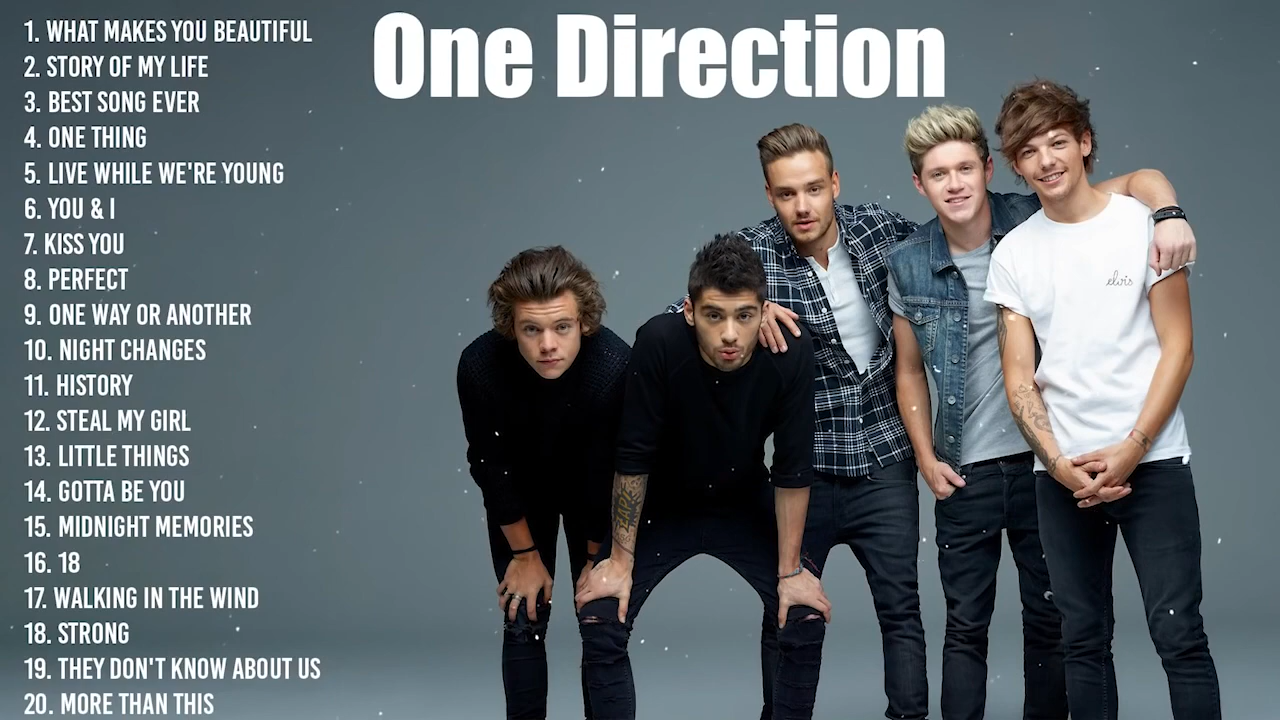 One Direction
1. WHAT MAKES YOU BEAUTIFUL
2. STORY OF MY LIFE
3. BEST SONG EVER
4. ONE THING
5. LIVE WHILE WE'RE YOUNG
6. YOU & I
7. KISS YOU
8. PERFECT
9. ONE WAY OR ANOTHER
10. NIGHT CHANGES
11. HISTORY
12. STEAL MY GIRL
13. LITTLE THINGS
14. GOTTA BE YOU
15. MIDNIGHT MEMORIES
16. 18
17. WALKING IN THE WIND
18. STRONG
19. THEY DON'T KNOW ABOUT US
20. MORE THAN THIS
elvis